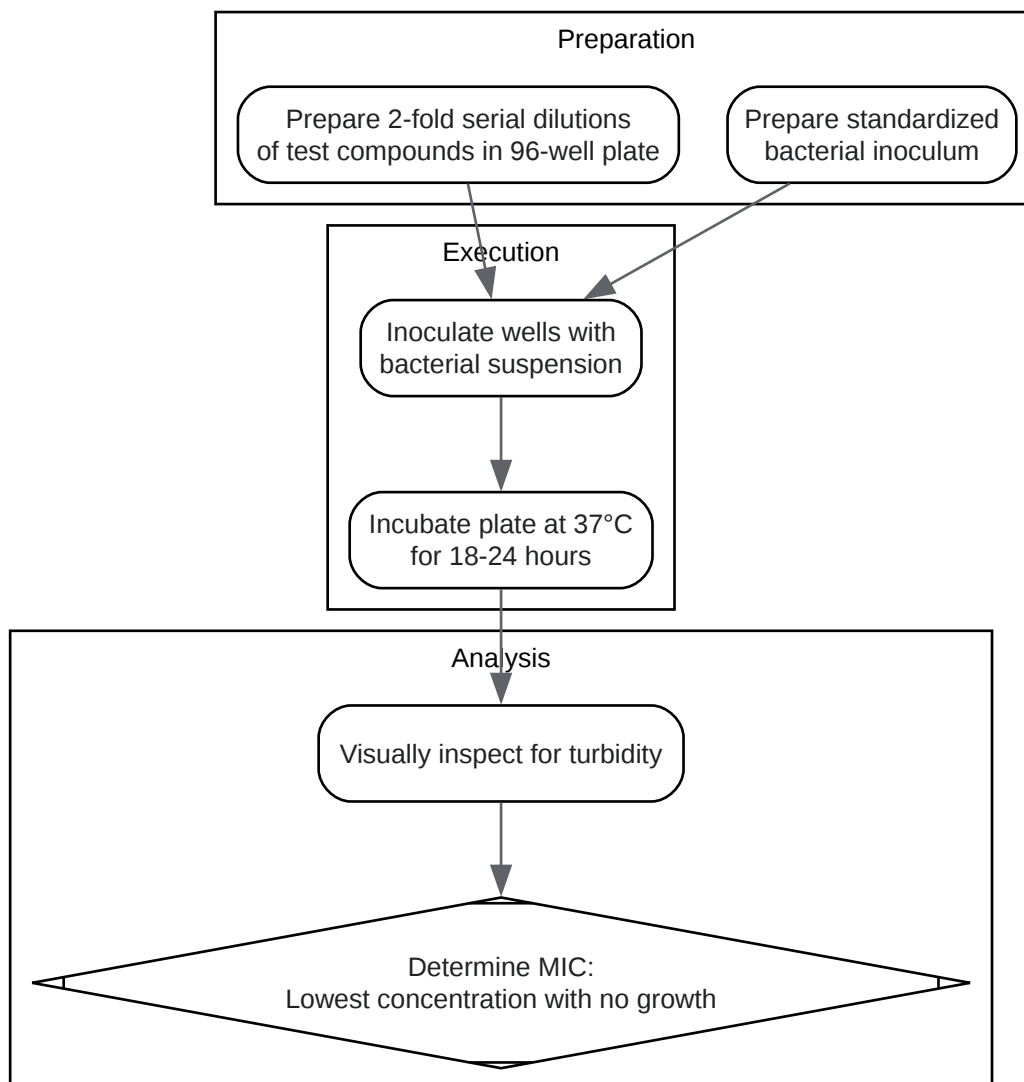 Preparation
Prepare 2-fold serial dilutions
of test compounds in 96-well plate
Prepare standardized
bacterial inoculum
Execution
Inoculate wells with
bacterial suspension
Incubate plate at 37°C
for 18-24 hours
Analysis
Visually inspect for turbidity
Determine MIC:
Lowest concentration with no growth